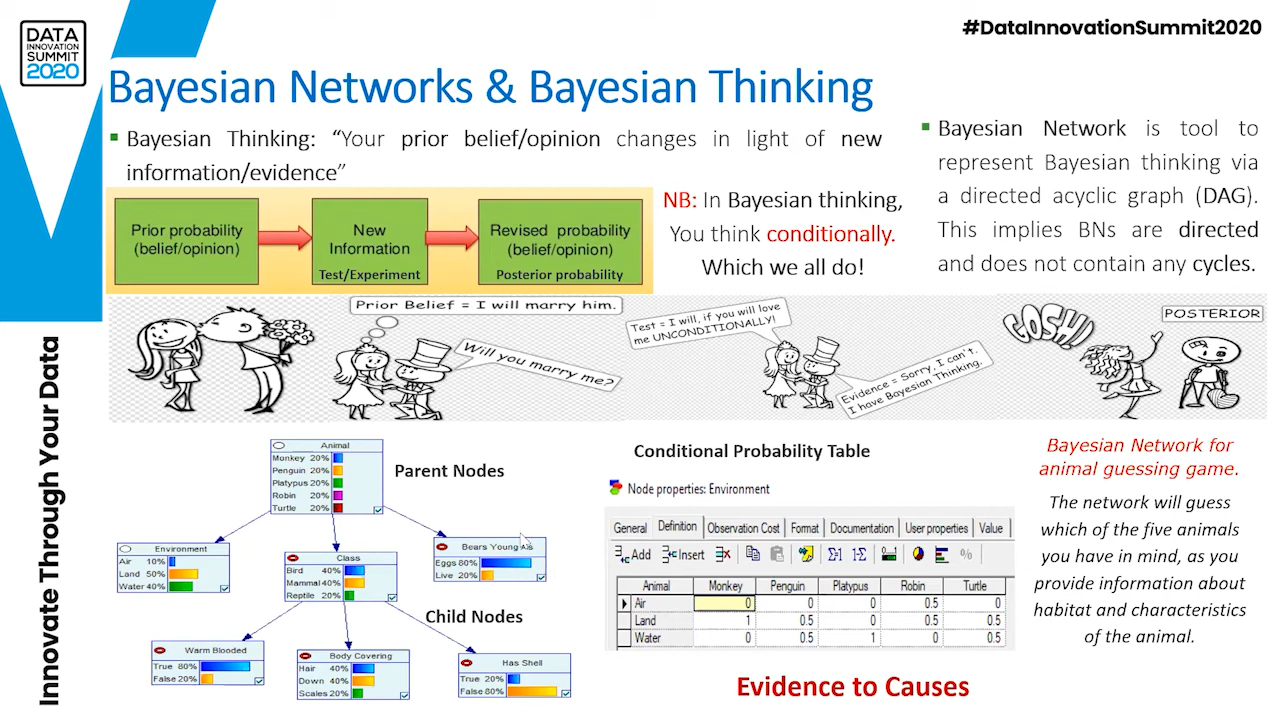 DATA
INNOVATION
SUMMIT
2020
#DataInnovationSummit2020
Innovate Through Your Data
Bayesian Networks & Bayesian Thinking
Bayesian Thinking: “Your prior belief/opinion changes in light of new
information/evidence”
Prior probability
(belief/opinion)
New
Information
Test/Experiment
Revised probability
(belief/opinion)
Posterior probability
NB: In Bayesian thinking,
You think conditionally.
Which we all do!
Bayesian Network is tool to
represent Bayesian thinking via
a directed acyclic graph (DAG).
This implies BNs are directed
and does not contain any cycles.
Prior Belief = I will marry him.
Will you marry me?
Test = I will, if you will love
me UNCONDITIONALLY!
Evidence = Sorry, I can't.
I have Bayesian Thinking.
GOSH!
POSTERIOR
Animal
Monkey 20%
Penguin 20%
Platypus 20%
Robin 20%
Turtle 20%
Parent Nodes
Environment
Air 10%
Land 50%
Water 40%
Class
Bird 40%
Mammal 40%
Reptile 20%
Bears Young As
Eggs 80%
Live 20%
Child Nodes
Warm Blooded
True 80%
False 20%
Body Covering
Hair 40%
Down 40%
Scales 20%
Has Shell
True 20%
False 80%
Conditional Probability Table
Node properties: Environment
General Definition Observation Cost Format Documentation User properties Value
Add Insert Σ=1 1-Σ %
Animal Monkey Penguin Platypus Robin Turtle
Air 0 0 0 0.5 0
Land 1 0.5 0 0.5 0.5
Water 0 0.5 1 0 0.5
Evidence to Causes
Bayesian Network for
animal guessing game.
The network will guess
which of the five animals
you have in mind, as you
provide information about
habitat and characteristics
of the animal.